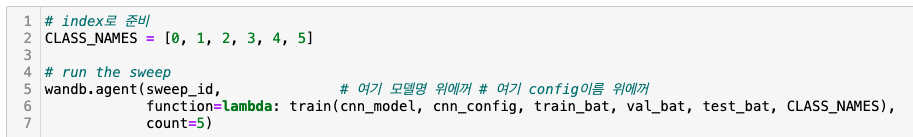 1 # index로 준비
2 CLASS_NAMES = [0, 1, 2, 3, 4, 5]
3
4 # run the sweep
5 wandb.agent(sweep_id,              # 여기 모델명 위에꺼 # 여기 config이름 위에꺼
6             function=lambda: train(cnn_model, cnn_config, train_bat, val_bat, test_bat, CLASS_NAMES),
7             count=5)